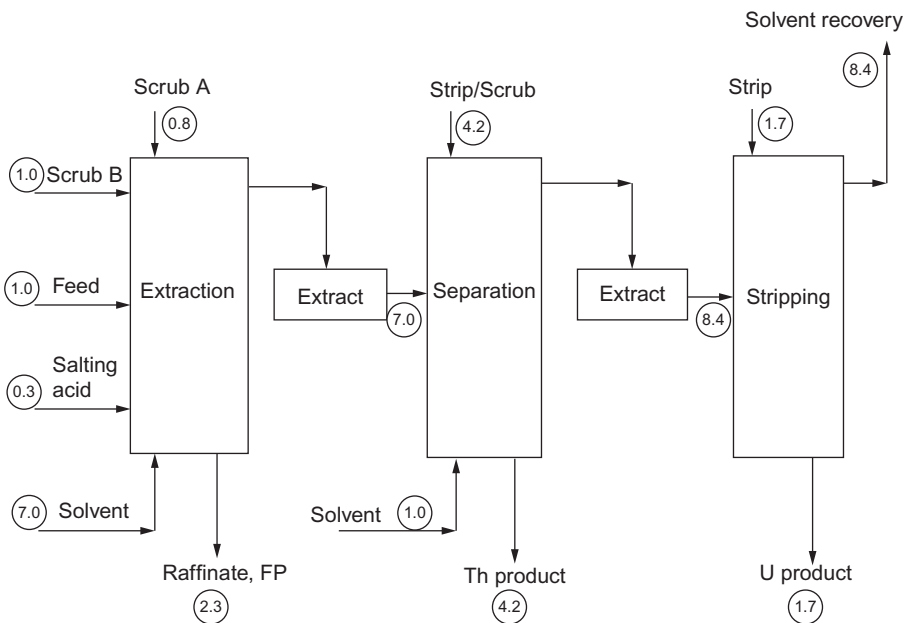 Solvent recovery
8.4
Scrub A
0.8
Strip/Scrub
4.2
Strip
1.7
1.0
Scrub B
1.0
Feed
Extraction
Extract
7.0
Separation
Extract
8.4
Stripping
Salting
acid
0.3
7.0
Solvent
Solvent
1.0
Raffinate, FP
2.3
Th product
4.2
U product
1.7